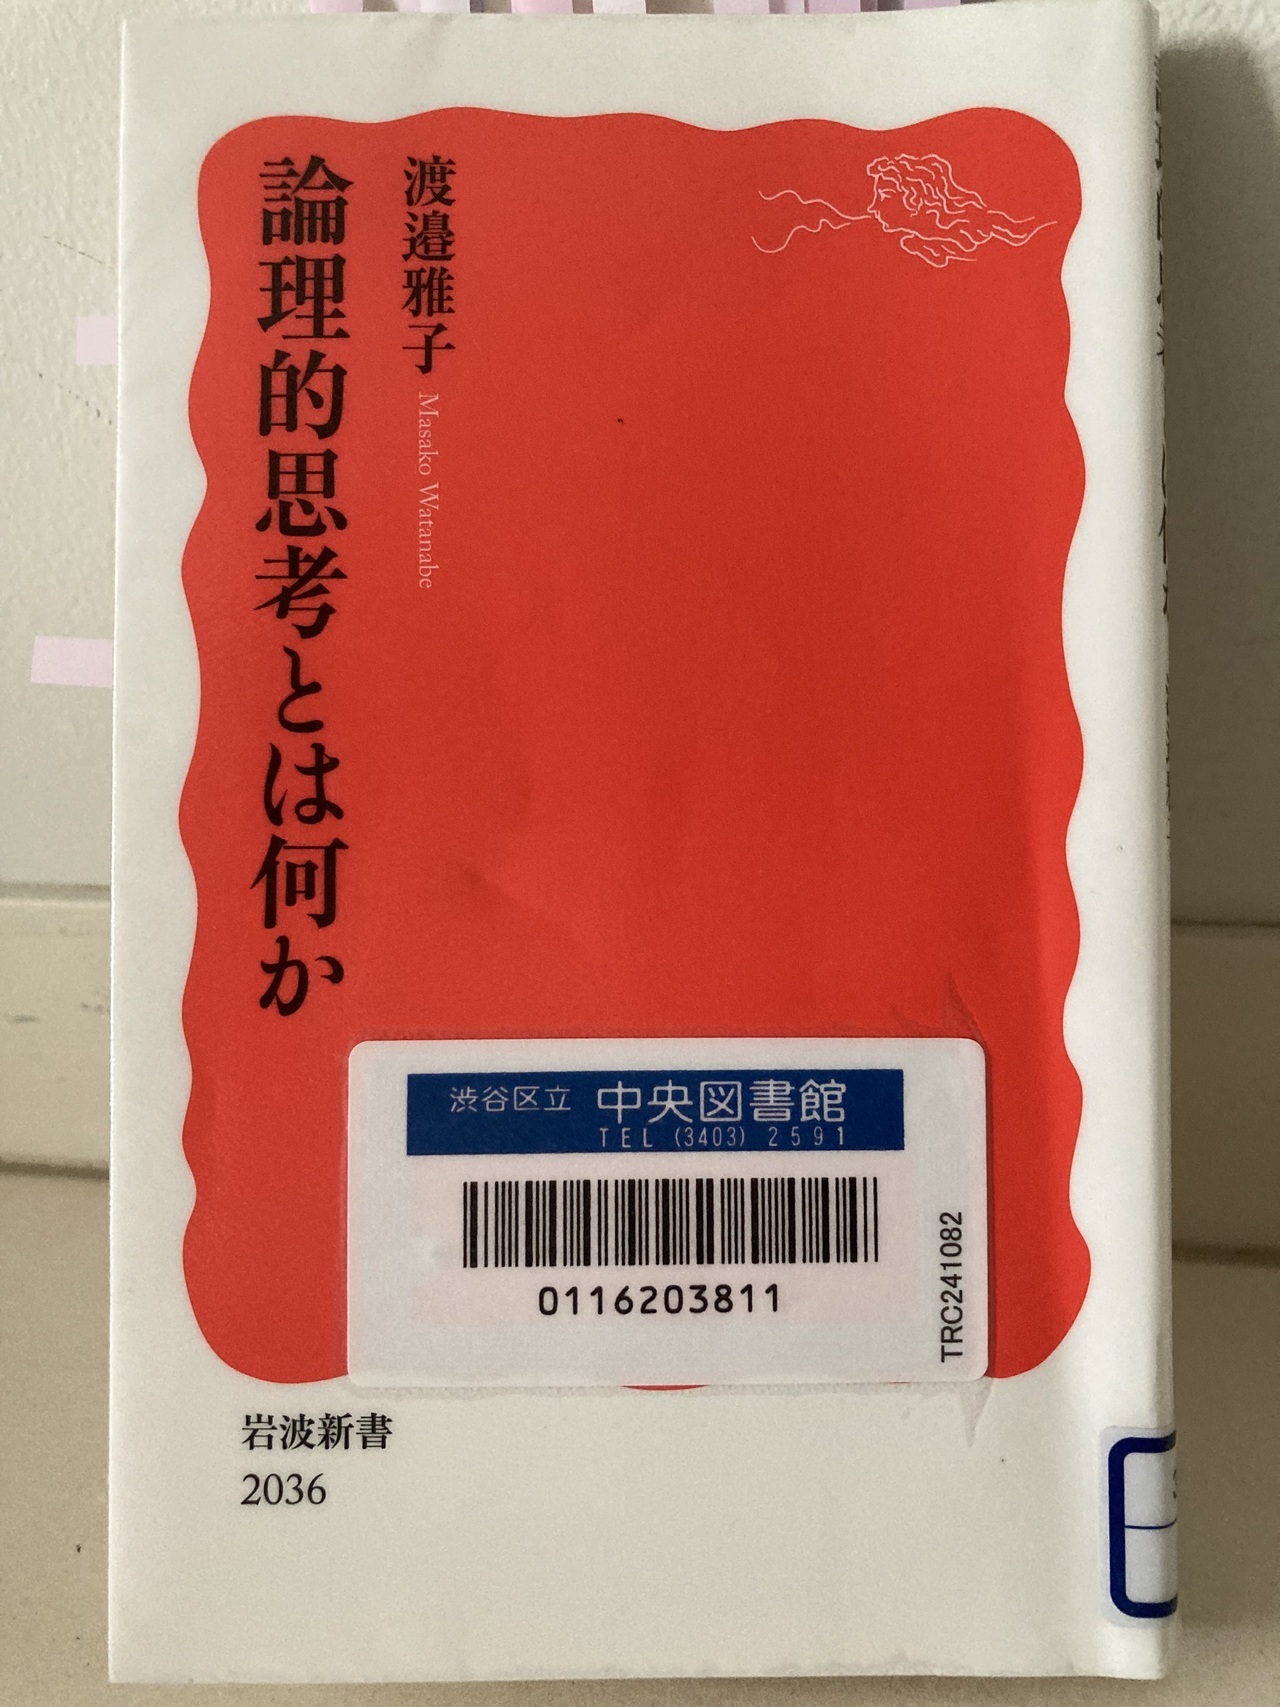 論理的思考とは何か
渡邉雅子
Masako Watanabe
渋谷区立 中央図書館
TEL (3403) 2591
0116203811
TRC241082
岩波新書
2036